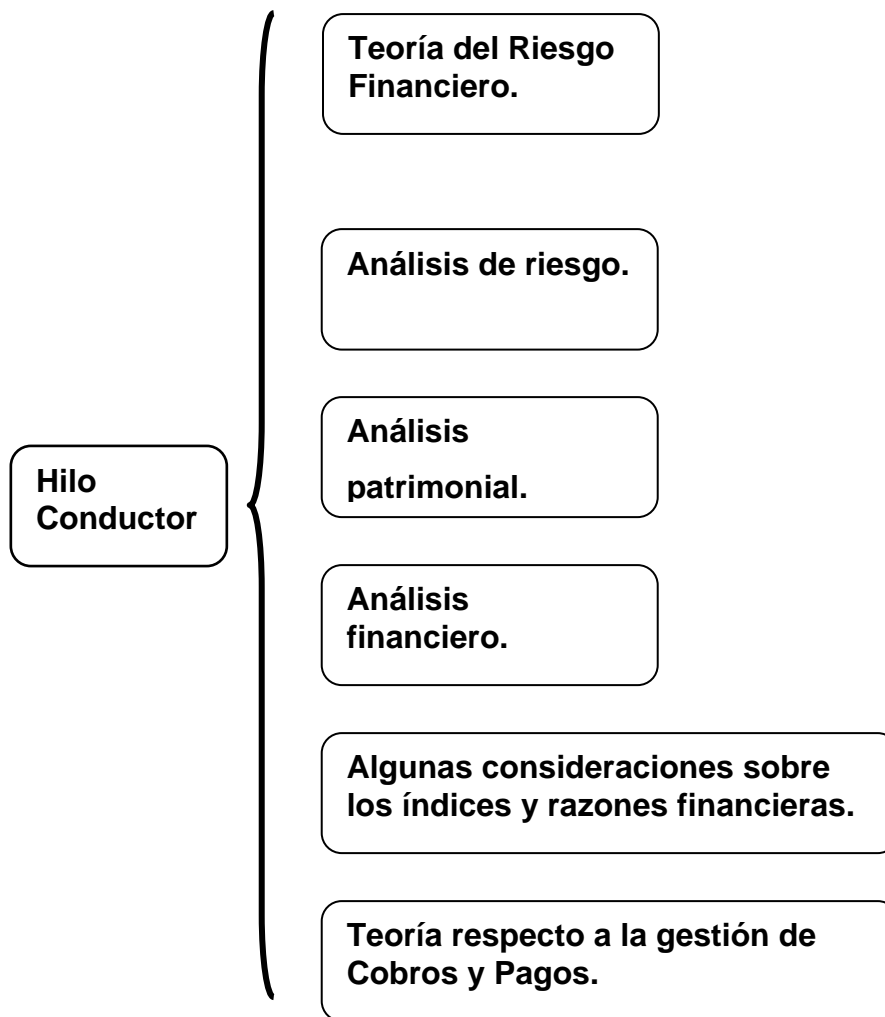 Teoría del Riesgo
Financiero.
Análisis de riesgo.
Análisis
patrimonial.
Hilo
Conductor
Análisis
financiero.
Algunas consideraciones sobre
los índices y razones financieras.
Teoría respecto a la gestión de
Cobros y Pagos.